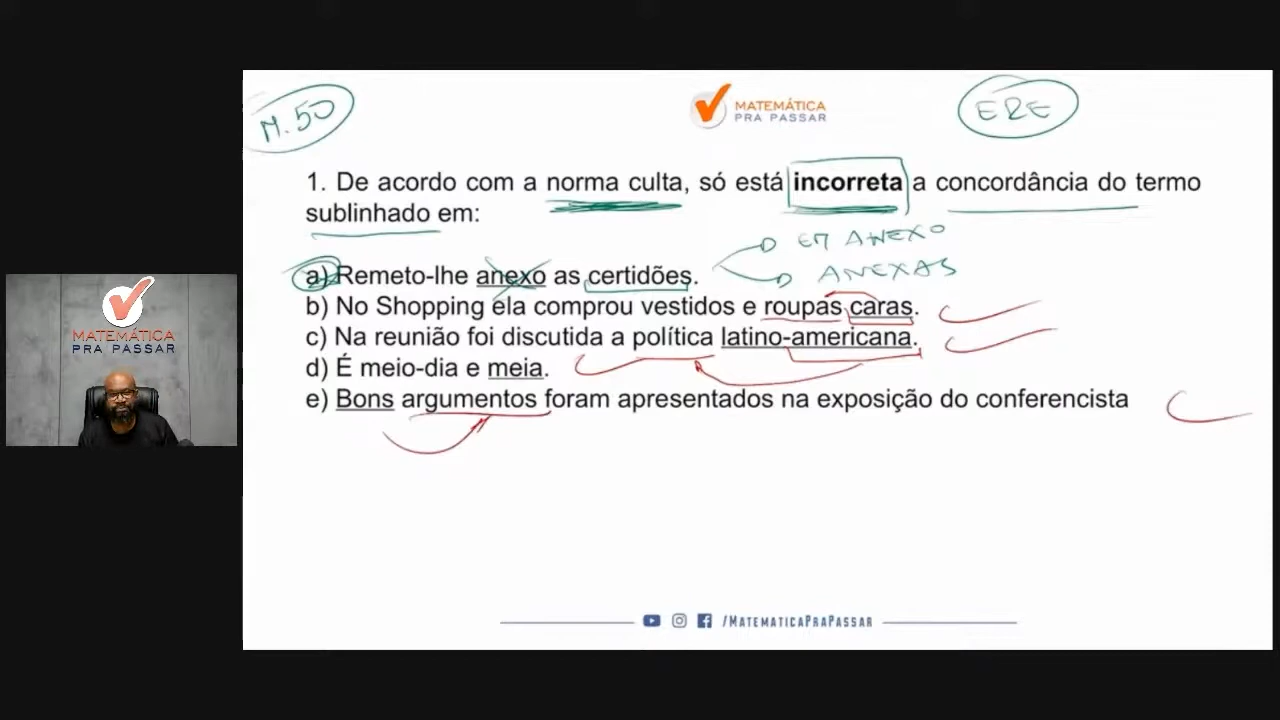 M.50
MATEMÁTICA
PRA PASSAR
ERE
1. De acordo com a norma culta, só está incorreta a concordância do termo
sublinhado em:
EM ANEXO
a) Remeto-lhe anexo as certidões.
ANEXAS
b) No Shopping ela comprou vestidos e roupas caras.
c) Na reunião foi discutida a política latino-americana.
d) É meio-dia e meia.
e) Bons argumentos foram apresentados na exposição do conferencista
MATEMÁTICA
PRA PASSAR
/MATEMATICAPRAPASSAR